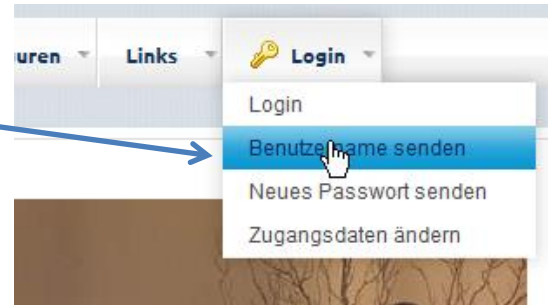 uren Links Login
Login
Benutzername senden
Neues Passwort senden
Zugangsdaten ändern